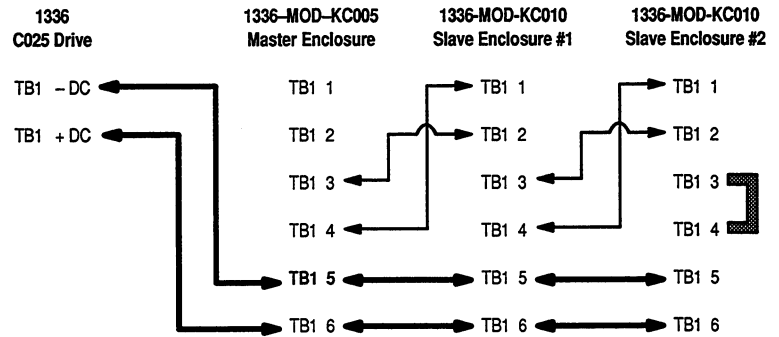 1336 1336–MOD–KC005 1336-MOD-KC010 1336-MOD-KC010
C025 Drive Master Enclosure Slave Enclosure #1 Slave Enclosure #2
TB1 – DC TB1 1 TB1 1 TB1 1
TB1 + DC TB1 2 TB1 2 TB1 2
TB1 3 TB1 3 TB1 3
TB1 4 TB1 4 TB1 4
TB1 5 TB1 5 TB1 5
TB1 6 TB1 6 TB1 6